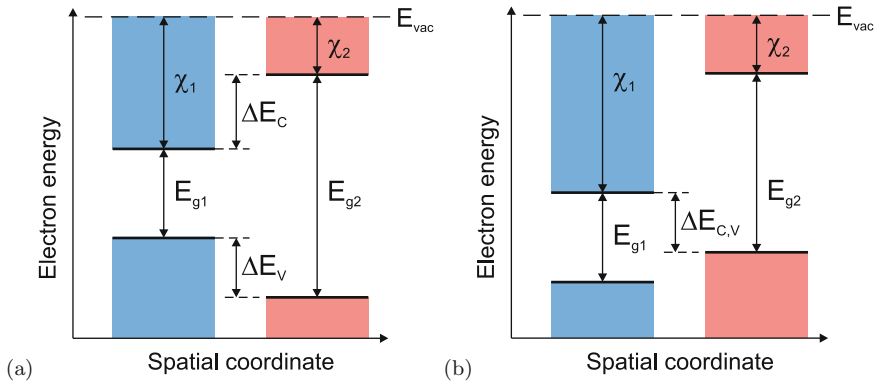 E_vac
χ₂
χ₁
ΔE_C
E_g1
E_g2
ΔE_V
Electron energy
Spatial coordinate
(a)
E_vac
χ₂
χ₁
E_g2
ΔE_C,V
E_g1
Electron energy
Spatial coordinate
(b)